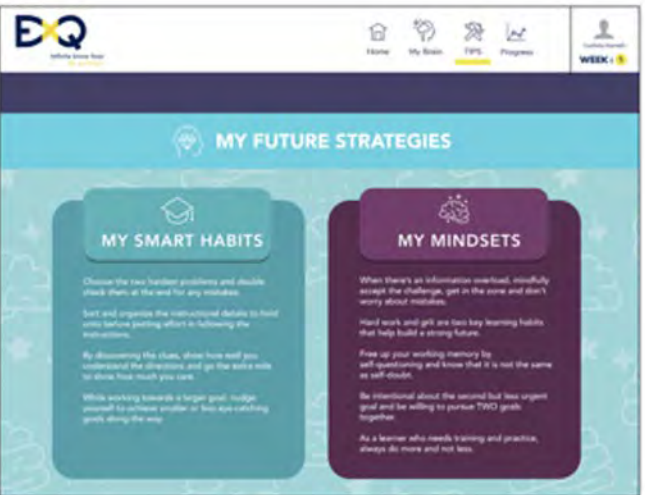 EXQ
Infinite know how
Home
My Brain
TIPS
Progress
WEEK : 1
MY FUTURE STRATEGIES
MY SMART HABITS
Choose the two hardest problems and double
check them at the end for any mistakes.
Sort and organize the instructional details to hold
onto before putting effort in following the
instructions.
By discovering the clues, show how well you
understand the directions and go the extra mile
to show how much you care.
While working towards a larger goal, nudge
yourself to achieve smaller or less eye-catching
goals along the way.
MY MINDSETS
When there's an information overload, mindfully
accept the challenge, get in the zone and don't
worry about mistakes.
Hard work and grit are two key learning habits
that help build a strong future.
Free up your working memory by
self-questioning and know that it is not the same
as self-doubt.
Be intentional about the second but less urgent
goal and be willing to pursue TWO goals
together.
As a learner who needs training and practice,
always do more and not less.